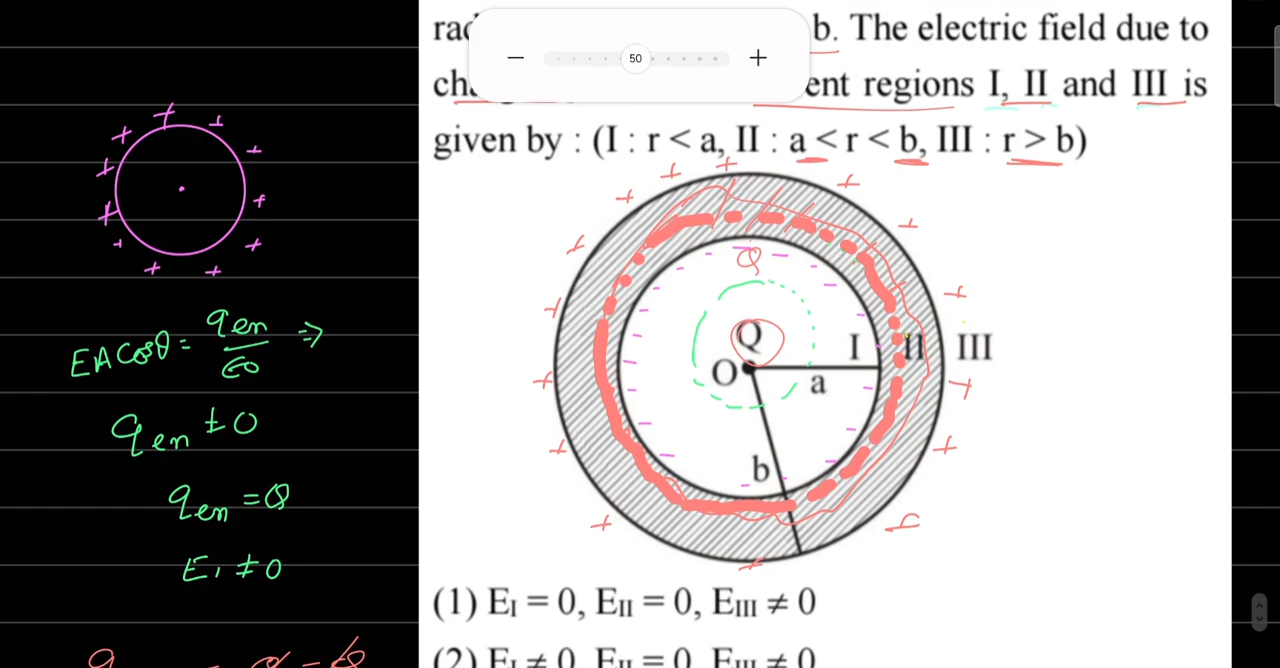 rad b. The electric field due to
cha ent regions I, II and III is
given by : (I : r < a, II : a < r < b, III : r > b)
− 50 +
EACosθ = qen/ε0 ⇒
qen ≠ 0
qen = Q
E1 ≠ 0
Q
Q
O
a
b
I
II
III
(1) EI = 0, EII = 0, EIII ≠ 0
(2) EI ≠ 0, EII = 0, EIII ≠ 0